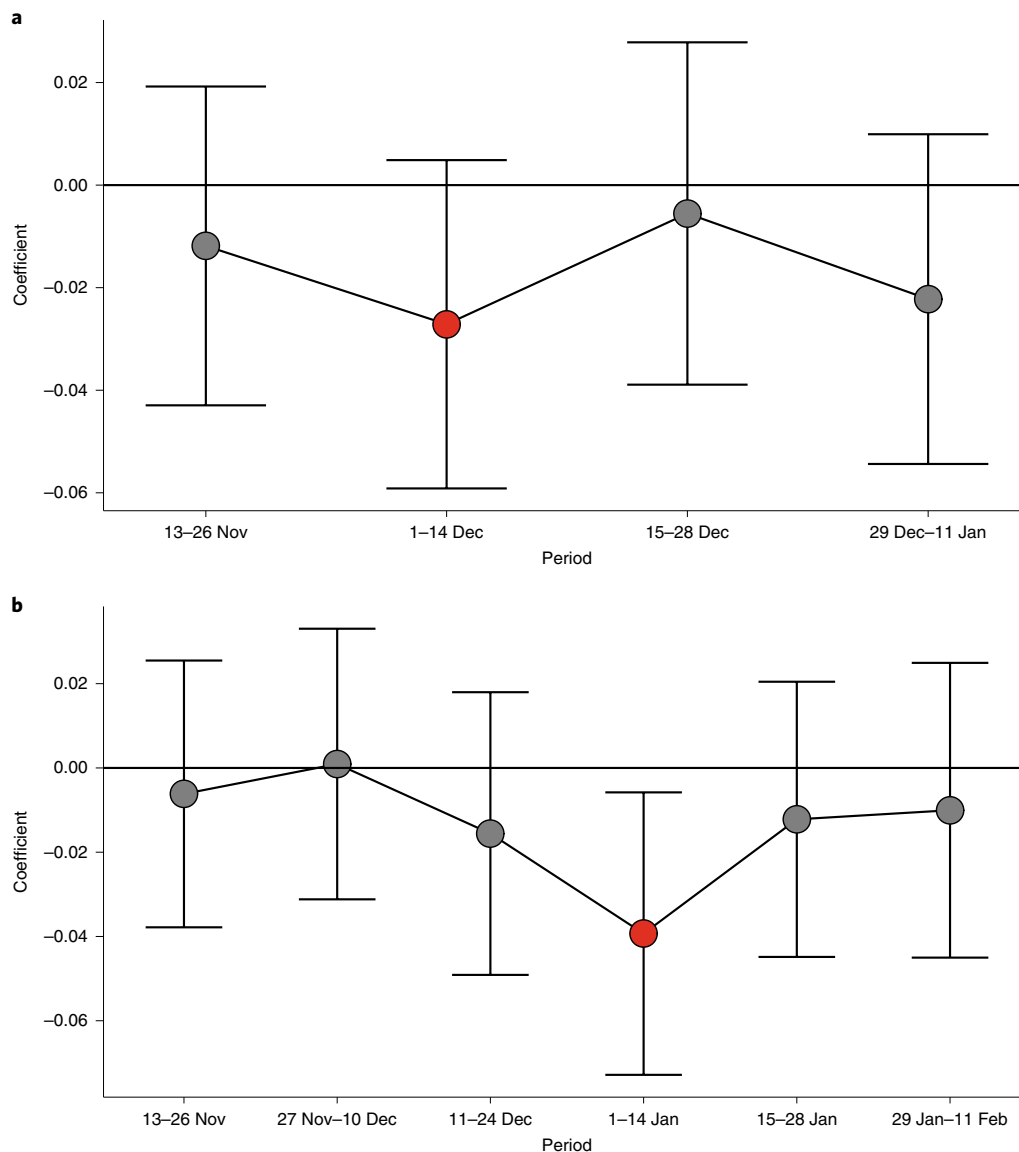 a
0.02
0.00
–0.02
–0.04
–0.06
Coefficient
13–26 Nov
1–14 Dec
15–28 Dec
29 Dec–11 Jan
Period
b
0.02
0.00
–0.02
–0.04
–0.06
Coefficient
13–26 Nov
27 Nov–10 Dec
11–24 Dec
1–14 Jan
15–28 Jan
29 Jan–11 Feb
Period